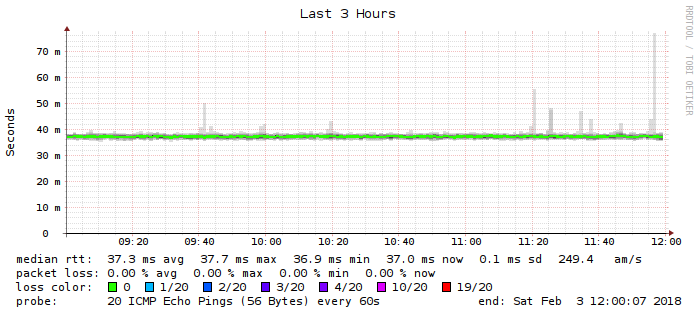 Last 3 Hours
RRDTOOL / TOBI OETIKER
Seconds
70 m
60 m
50 m
40 m
30 m
20 m
10 m
0
09:20 09:40 10:00 10:20 10:40 11:00 11:20 11:40 12:00
median rtt: 37.3 ms avg 37.7 ms max 36.9 ms min 37.0 ms now 0.1 ms sd 249.4 am/s
packet loss: 0.00 % avg 0.00 % max 0.00 % min 0.00 % now
loss color: 0 1/20 2/20 3/20 4/20 10/20 19/20
probe: 20 ICMP Echo Pings (56 Bytes) every 60s end: Sat Feb 3 12:00:07 2018